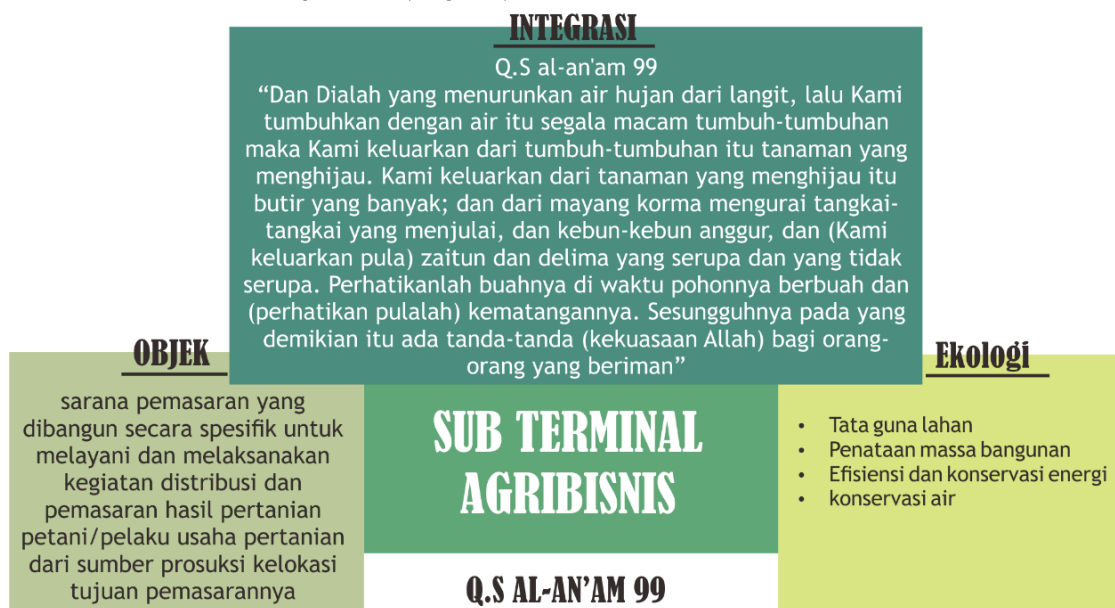 INTEGRASI
Q.S al-an'am 99
“Dan Dialah yang menurunkan air hujan dari langit, lalu Kami
tumbuhkan dengan air itu segala macam tumbuh-tumbuhan
maka Kami keluarkan dari tumbuh-tumbuhan itu tanaman yang
menghijau. Kami keluarkan dari tanaman yang menghijau itu
butir yang banyak; dan dari mayang korma mengurai tangkai-
tangkai yang menjulai, dan kebun-kebun anggur, dan (Kami
keluarkan pula) zaitun dan delima yang serupa dan yang tidak
serupa. Perhatikanlah buahnya di waktu pohonnya berbuah dan
(perhatikan pulalah) kematangannya. Sesungguhnya pada yang
demikian itu ada tanda-tanda (kekuasaan Allah) bagi orang-
orang yang beriman”
OBJEK
sarana pemasaran yang
dibangun secara spesifik untuk
melayani dan melaksanakan
kegiatan distribusi dan
pemasaran hasil pertanian
petani/pelaku usaha pertanian
dari sumber prosuksi kelokasi
tujuan pemasarannya
SUB TERMINAL
AGRIBISNIS
Q.S AL-AN’AM 99
Ekologi
• Tata guna lahan
• Penataan massa bangunan
• Efisiensi dan konservasi energi
• konservasi air